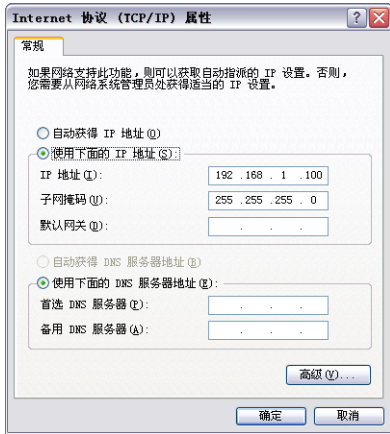 Internet 协议 (TCP/IP) 属性
常规
如果网络支持此功能，则可以获取自动指派的 IP 设置。否则，
您需要从网络系统管理员处获得适当的 IP 设置。
自动获得 IP 地址(O)
使用下面的 IP 地址(S):
IP 地址(I): 192 .168 . 1 .100
子网掩码(U): 255 .255 .255 . 0
默认网关(D): . . .
自动获得 DNS 服务器地址(B)
使用下面的 DNS 服务器地址(E):
首选 DNS 服务器(P): . . .
备用 DNS 服务器(A): . . .
高级(V)...
确定 取消